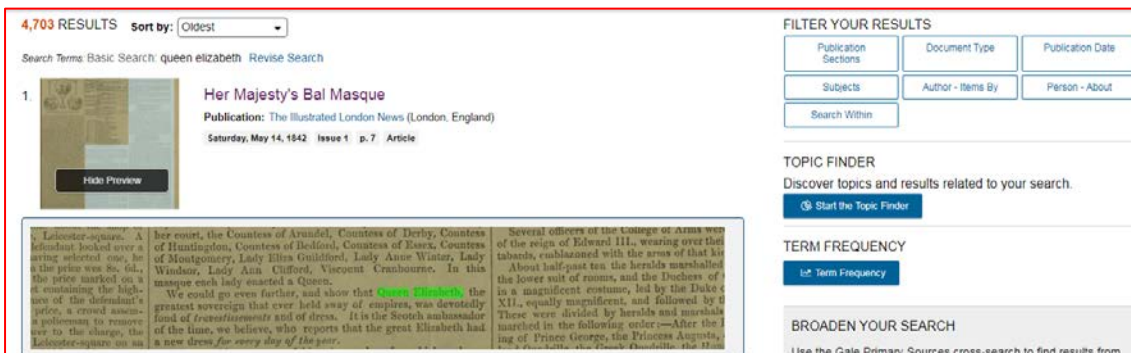 4,703 RESULTS Sort by: Oldest
Search Terms: Basic Search: queen elizabeth Revise Search
1.
Her Majesty's Bal Masque
Publication: The Illustrated London News (London, England)
Saturday, May 14, 1842 Issue 1 p. 7 Article
Hide Preview
, Leicester-square. A
defendant looked over a
aving selected one, he
n the price was 8s. 6d.,
the price marked on a
et containing the high-
nce of the defendant's
price, a crowd assem-
a policeman to remove
wer to the charge, the
Leicester-square on an
her court, the Countess of Arundel, Countess of Derby, Countess
of Huntingdon, Countess of Bedford, Countess of Essex, Countess
of Montgomery, Lady Eliza Guildford, Lady Anne Winter, Lady
Windsor, Lady Ann Clifford, Viscount Cranbourne. In this
masque each lady enacted a Queen.
We could go even further, and show that Queen Elizabeth, the
greatest sovereign that ever held sway of empires, was devotedly
fond of travestissements and of dress. It is the Scotch ambassador
of the time, we believe, who reports that the great Elizabeth had
a new dress for every day of the year.
Several officers of the College of Arms wer
of the reign of Edward III., wearing over thei
tabards, emblazoned with the arms of that ki
About half-past ten the heralds marshalled
the lower suit of rooms, and the Duchess of
in a magnificent costume, led by the Duke
XII., equally magnificent, and followed by t
These were divided by heralds and marshals
marched in the following order:—After the
ing of Prince George, the Princess Augusta,
FILTER YOUR RESULTS
Publication Sections
Document Type
Publication Date
Subjects
Author - Items By
Person - About
Search Within
TOPIC FINDER
Discover topics and results related to your search.
Start the Topic Finder
TERM FREQUENCY
Term Frequency
BROADEN YOUR SEARCH
Use the Gale Primary Sources cross-search to find results from